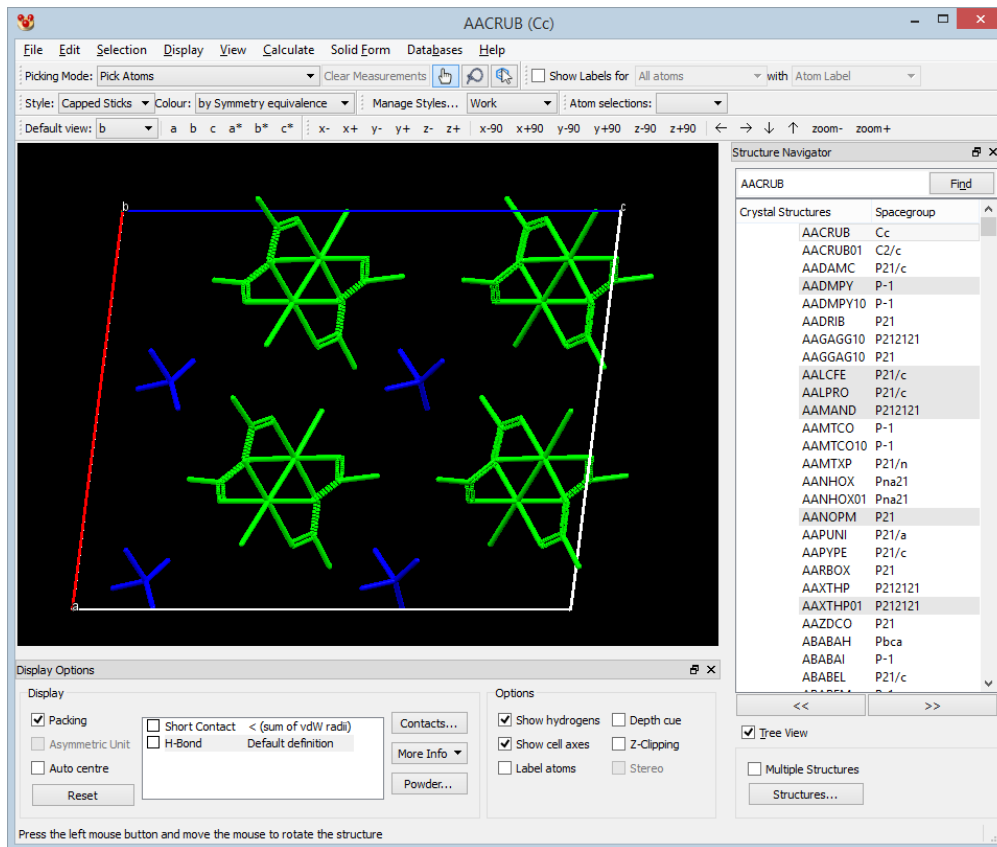 AACRUB (Cc)
File Edit Selection Display View Calculate Solid Form Databases Help
Picking Mode: Pick Atoms Clear Measurements Show Labels for All atoms with Atom Label
Style: Capped Sticks Colour: by Symmetry equivalence Manage Styles... Work Atom selections:
Default view: b a b c a* b* c* x- x+ y- y+ z- z+ x-90 x+90 y-90 y+90 z-90 z+90 ← → ↓ ↑ zoom- zoom+
b
c
a
Structure Navigator
AACRUB Find
Crystal Structures Spacegroup
AACRUB Cc
AACRUB01 C2/c
AADAMC P21/c
AADMPY P-1
AADMPY10 P-1
AADRIB P21
AAGAGG10 P212121
AAGGAG10 P21
AALCFE P21/c
AALPRO P21/c
AAMAND P212121
AAMTCO P-1
AAMTCO10 P-1
AAMTXP P21/n
AANHOX Pna21
AANHOX01 Pna21
AANOPM P21
AAPUNI P21/a
AAPYPE P21/c
AARBOX P21
AAXTHP P212121
AAXTHP01 P212121
AAZDCO P21
ABABAH Pbca
ABABAI P-1
ABABEL P21/c
<< >>
Tree View
Multiple Structures
Structures...
Display Options
Display
Packing
Asymmetric Unit
Auto centre
Reset
Short Contact < (sum of vdW radii)
H-Bond Default definition
Contacts...
More Info
Powder...
Options
Show hydrogens Depth cue
Show cell axes Z-Clipping
Label atoms Stereo
Press the left mouse button and move the mouse to rotate the structure